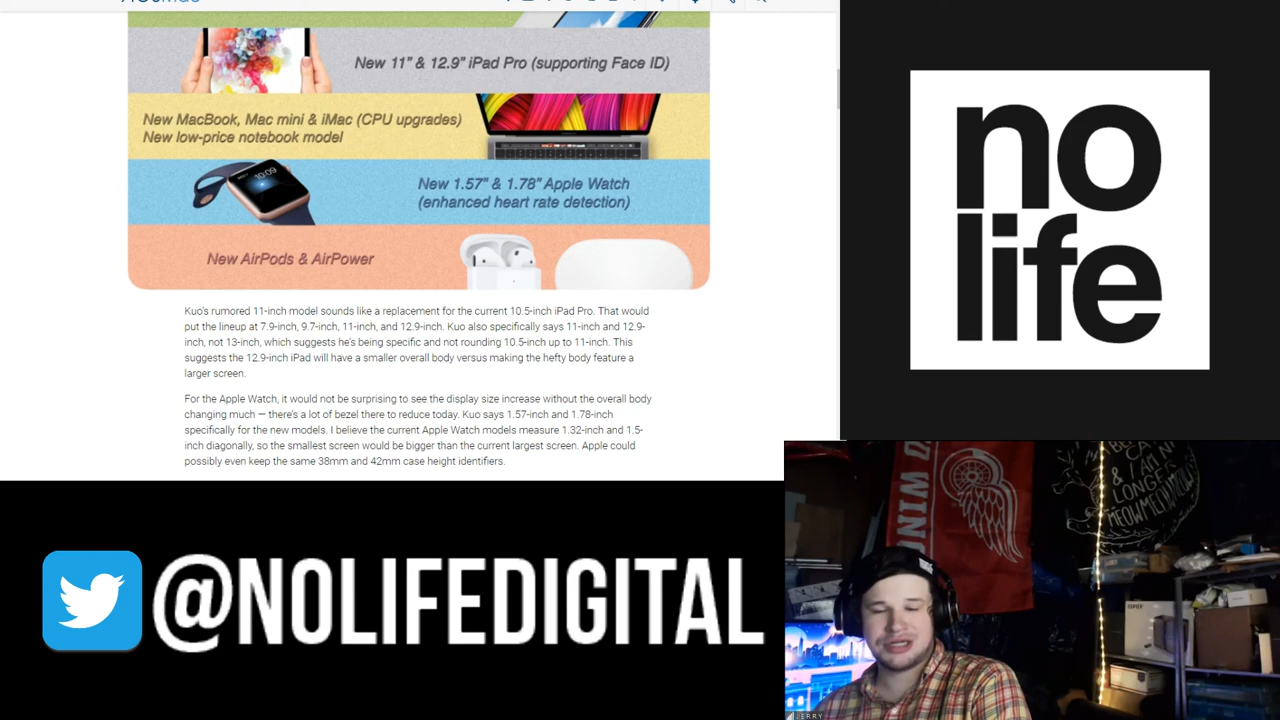 New 11" & 12.9" iPad Pro (supporting Face ID)
New MacBook, Mac mini & iMac (CPU upgrades)
New low-price notebook model
10:09
New 1.57" & 1.78" Apple Watch
(enhanced heart rate detection)
New AirPods & AirPower
Kuo's rumored 11-inch model sounds like a replacement for the current 10.5-inch iPad Pro. That would
put the lineup at 7.9-inch, 9.7-inch, 11-inch, and 12.9-inch. Kuo also specifically says 11-inch and 12.9-
inch, not 13-inch, which suggests he's being specific and not rounding 10.5-inch up to 11-inch. This
suggests the 12.9-inch iPad will have a smaller overall body versus making the hefty body feature a
larger screen.
For the Apple Watch, it would not be surprising to see the display size increase without the overall body
changing much — there's a lot of bezel there to reduce today. Kuo says 1.57-inch and 1.78-inch
specifically for the new models. I believe the current Apple Watch models measure 1.32-inch and 1.5-
inch diagonally, so the smallest screen would be bigger than the current largest screen. Apple could
possibly even keep the same 38mm and 42mm case height identifiers.
no
life
@NOLIFEDIGITAL
D WIN
& I AM NO
LONGER
MEOWMEOWMEOW
JERRY